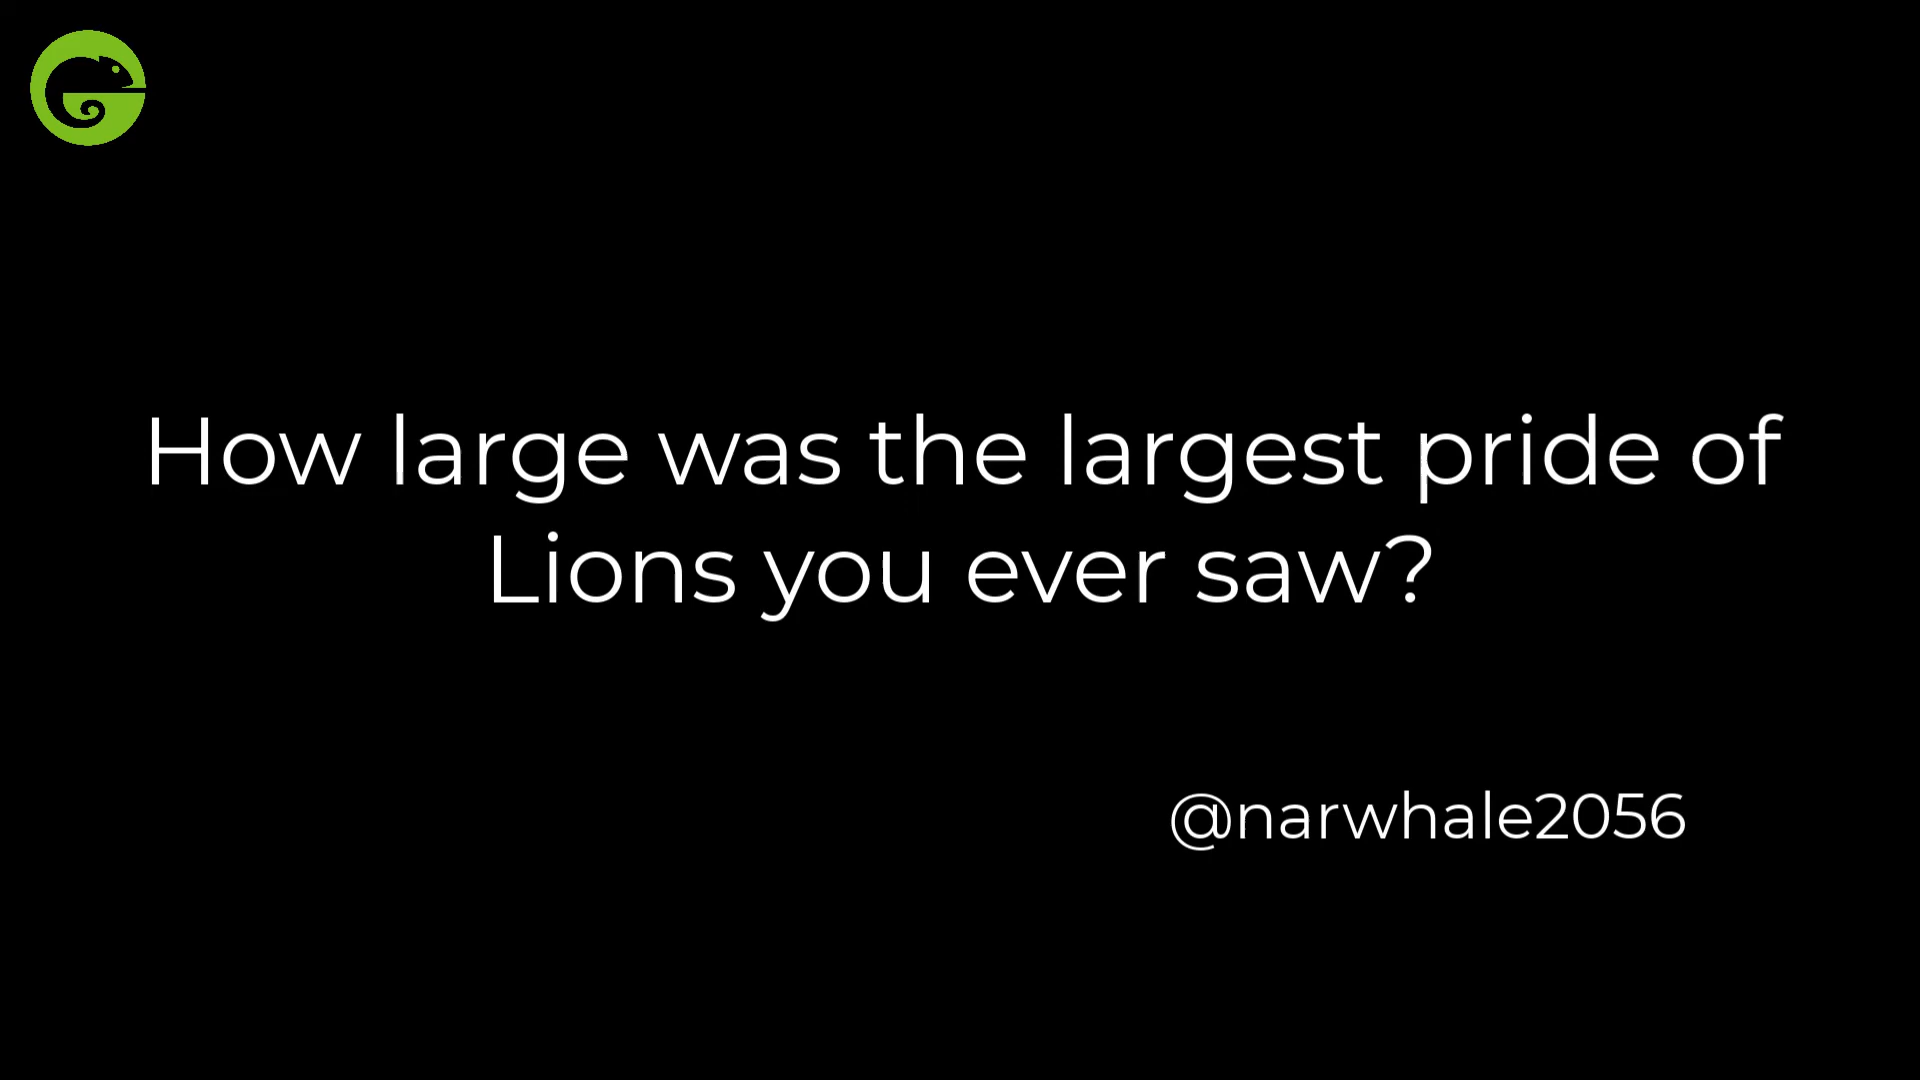 How large was the largest pride of
Lions you ever saw?
@narwhale2056